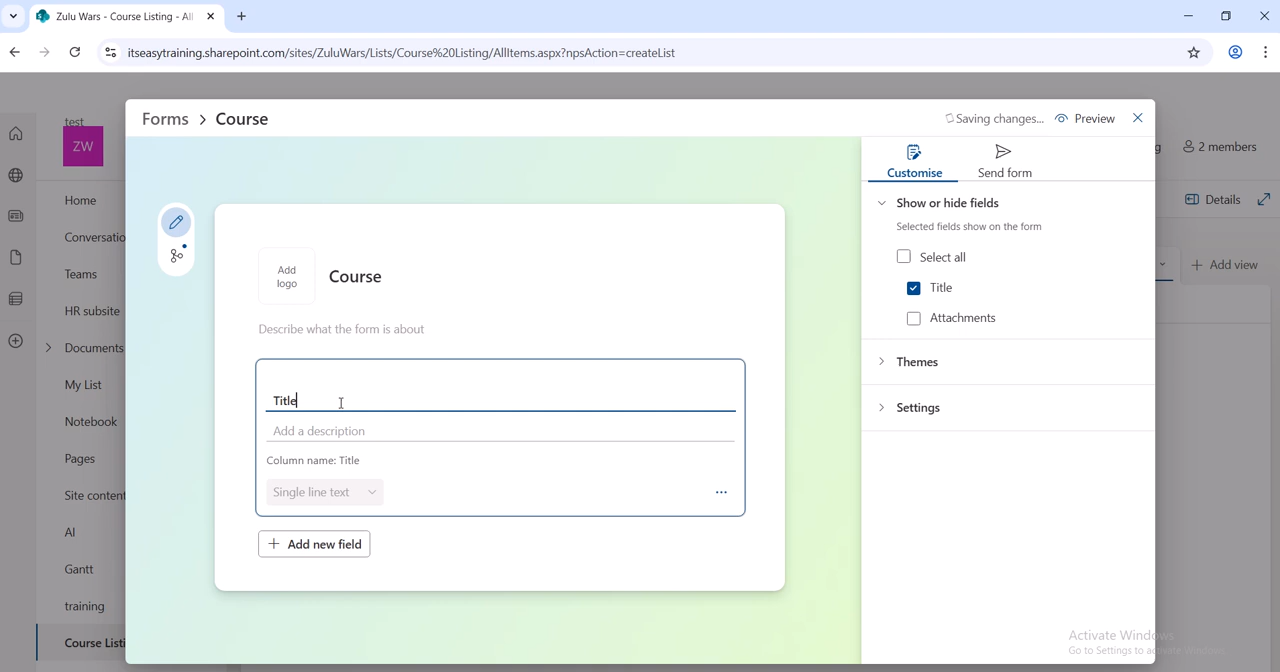 Zulu Wars - Course Listing - All
itseasytraining.sharepoint.com/sites/ZuluWars/Lists/Course%20Listing/AllItems.aspx?npsAction=createList
test
ZW
2 members
Home
Conversatio
Teams
HR subsite
Documents
My List
Notebook
Pages
Site content
AI
Gantt
training
Course Listi
Details
Add view
Forms > Course
Saving changes...
Preview
Add logo
Course
Describe what the form is about
Title
Add a description
Column name: Title
Single line text
Add new field
Customise
Send form
Show or hide fields
Selected fields show on the form
Select all
Title
Attachments
Themes
Settings
Activate Windows
Go to Settings to activate Windows.